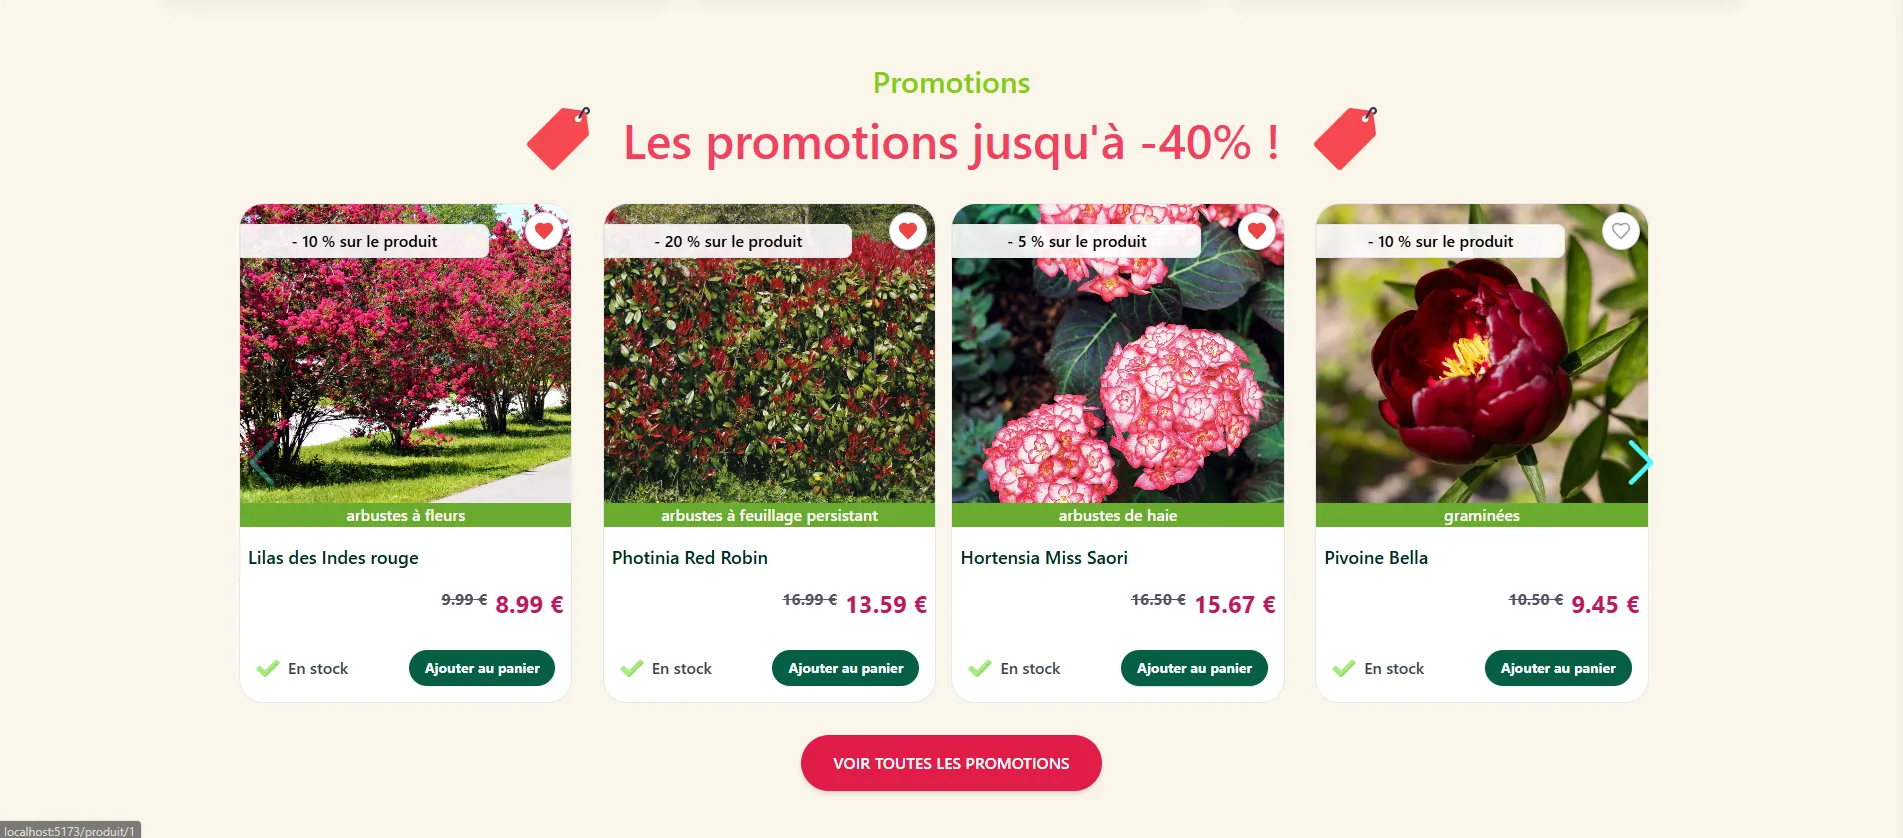 Promotions
Les promotions jusqu'à -40% !
- 10 % sur le produit
- 20 % sur le produit
- 5 % sur le produit
- 10 % sur le produit
arbustes à fleurs
arbustes à feuillage persistant
arbustes de haie
graminées
Lilas des Indes rouge
Photinia Red Robin
Hortensia Miss Saori
Pivoine Bella
9.99 € 8.99 €
16.99 € 13.59 €
16.50 € 15.67 €
10.50 € 9.45 €
En stock
Ajouter au panier
En stock
Ajouter au panier
En stock
Ajouter au panier
En stock
Ajouter au panier
VOIR TOUTES LES PROMOTIONS
localhost:5173/produit/1